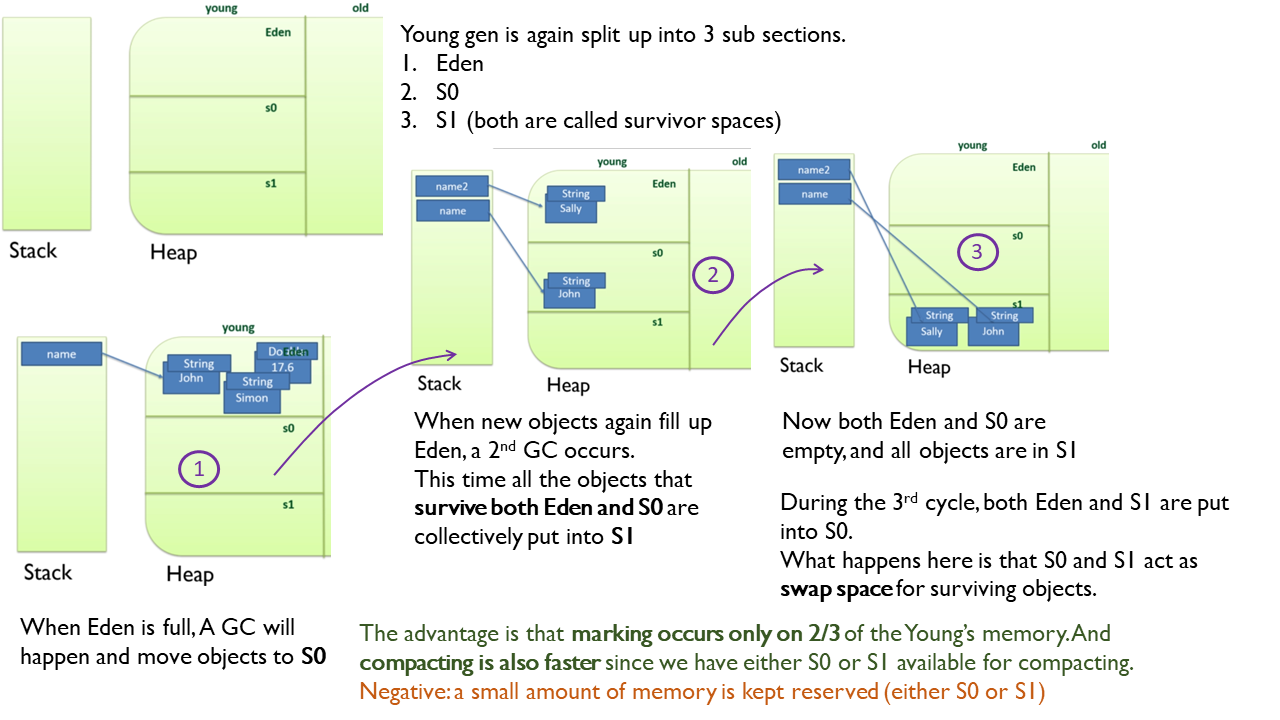 young old
Eden
s0
s1
Stack Heap
Young gen is again split up into 3 sub sections.
1. Eden
2. S0
3. S1 (both are called survivor spaces)
young
name
Eden
String
John
String
Simon
17.6
s0
1
s1
Stack Heap
When Eden is full, A GC will
happen and move objects to S0
young old
name2
name
Eden
String
Sally
s0
String
John
2
s1
Stack Heap
When new objects again fill up
Eden, a 2nd GC occurs.
This time all the objects that
survive both Eden and S0 are
collectively put into S1
young old
name2
name
Eden
s0
3
s1
String
Sally
String
John
Stack Heap
Now both Eden and S0 are
empty, and all objects are in S1
During the 3rd cycle, both Eden and S1 are put
into S0.
What happens here is that S0 and S1 act as
swap space for surviving objects.
The advantage is that marking occurs only on 2/3 of the Young's memory. And
compacting is also faster since we have either S0 or S1 available for compacting.
Negative: a small amount of memory is kept reserved (either S0 or S1)